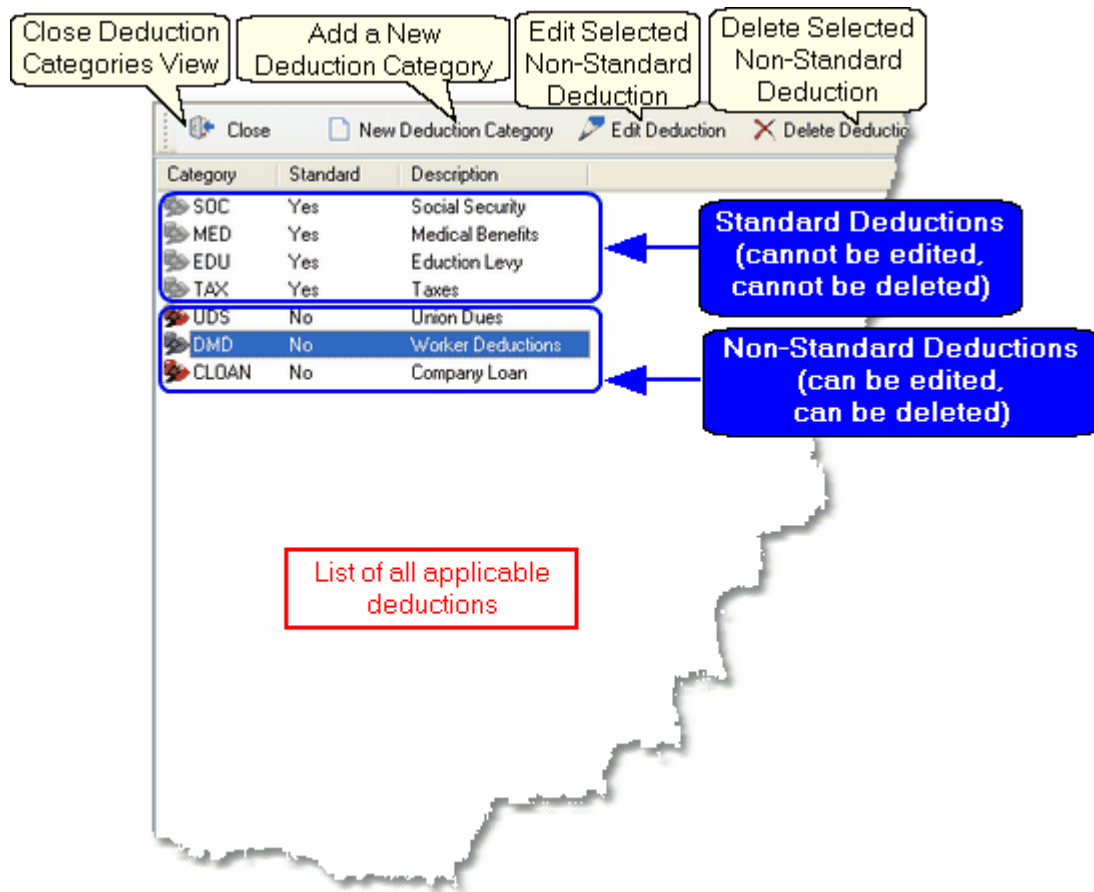 Close Deduction
Categories View
Add a New
Deduction Category
Edit Selected
Non-Standard
Deduction
Delete Selected
Non-Standard
Deduction
Close New Deduction Category Edit Deduction Delete Deductio
Category Standard Description
SOC Yes Social Security
MED Yes Medical Benefits
EDU Yes Eduction Levy
TAX Yes Taxes
UDS No Union Dues
DMD No Worker Deductions
CLOAN No Company Loan
Standard Deductions
(cannot be edited,
cannot be deleted)
Non-Standard Deductions
(can be edited,
can be deleted)
List of all applicable
deductions